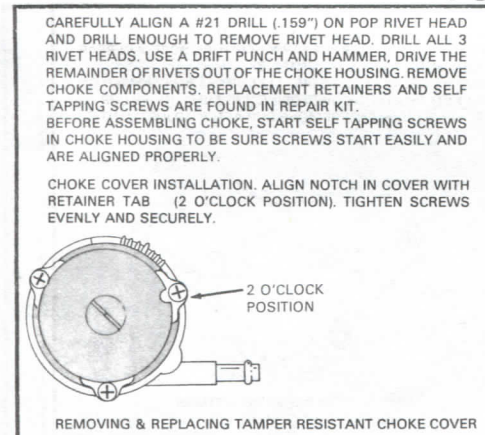 CAREFULLY ALIGN A #21 DRILL (.159") ON POP RIVET HEAD
AND DRILL ENOUGH TO REMOVE RIVET HEAD. DRILL ALL 3
RIVET HEADS. USE A DRIFT PUNCH AND HAMMER, DRIVE THE
REMAINDER OF RIVETS OUT OF THE CHOKE HOUSING. REMOVE
CHOKE COMPONENTS. REPLACEMENT RETAINERS AND SELF
TAPPING SCREWS ARE FOUND IN REPAIR KIT.
BEFORE ASSEMBLING CHOKE, START SELF TAPPING SCREWS
IN CHOKE HOUSING TO BE SURE SCREWS START EASILY AND
ARE ALIGNED PROPERLY.
CHOKE COVER INSTALLATION. ALIGN NOTCH IN COVER WITH
RETAINER TAB (2 O'CLOCK POSITION). TIGHTEN SCREWS
EVENLY AND SECURELY.
2 O'CLOCK
POSITION
REMOVING & REPLACING TAMPER RESISTANT CHOKE COVER